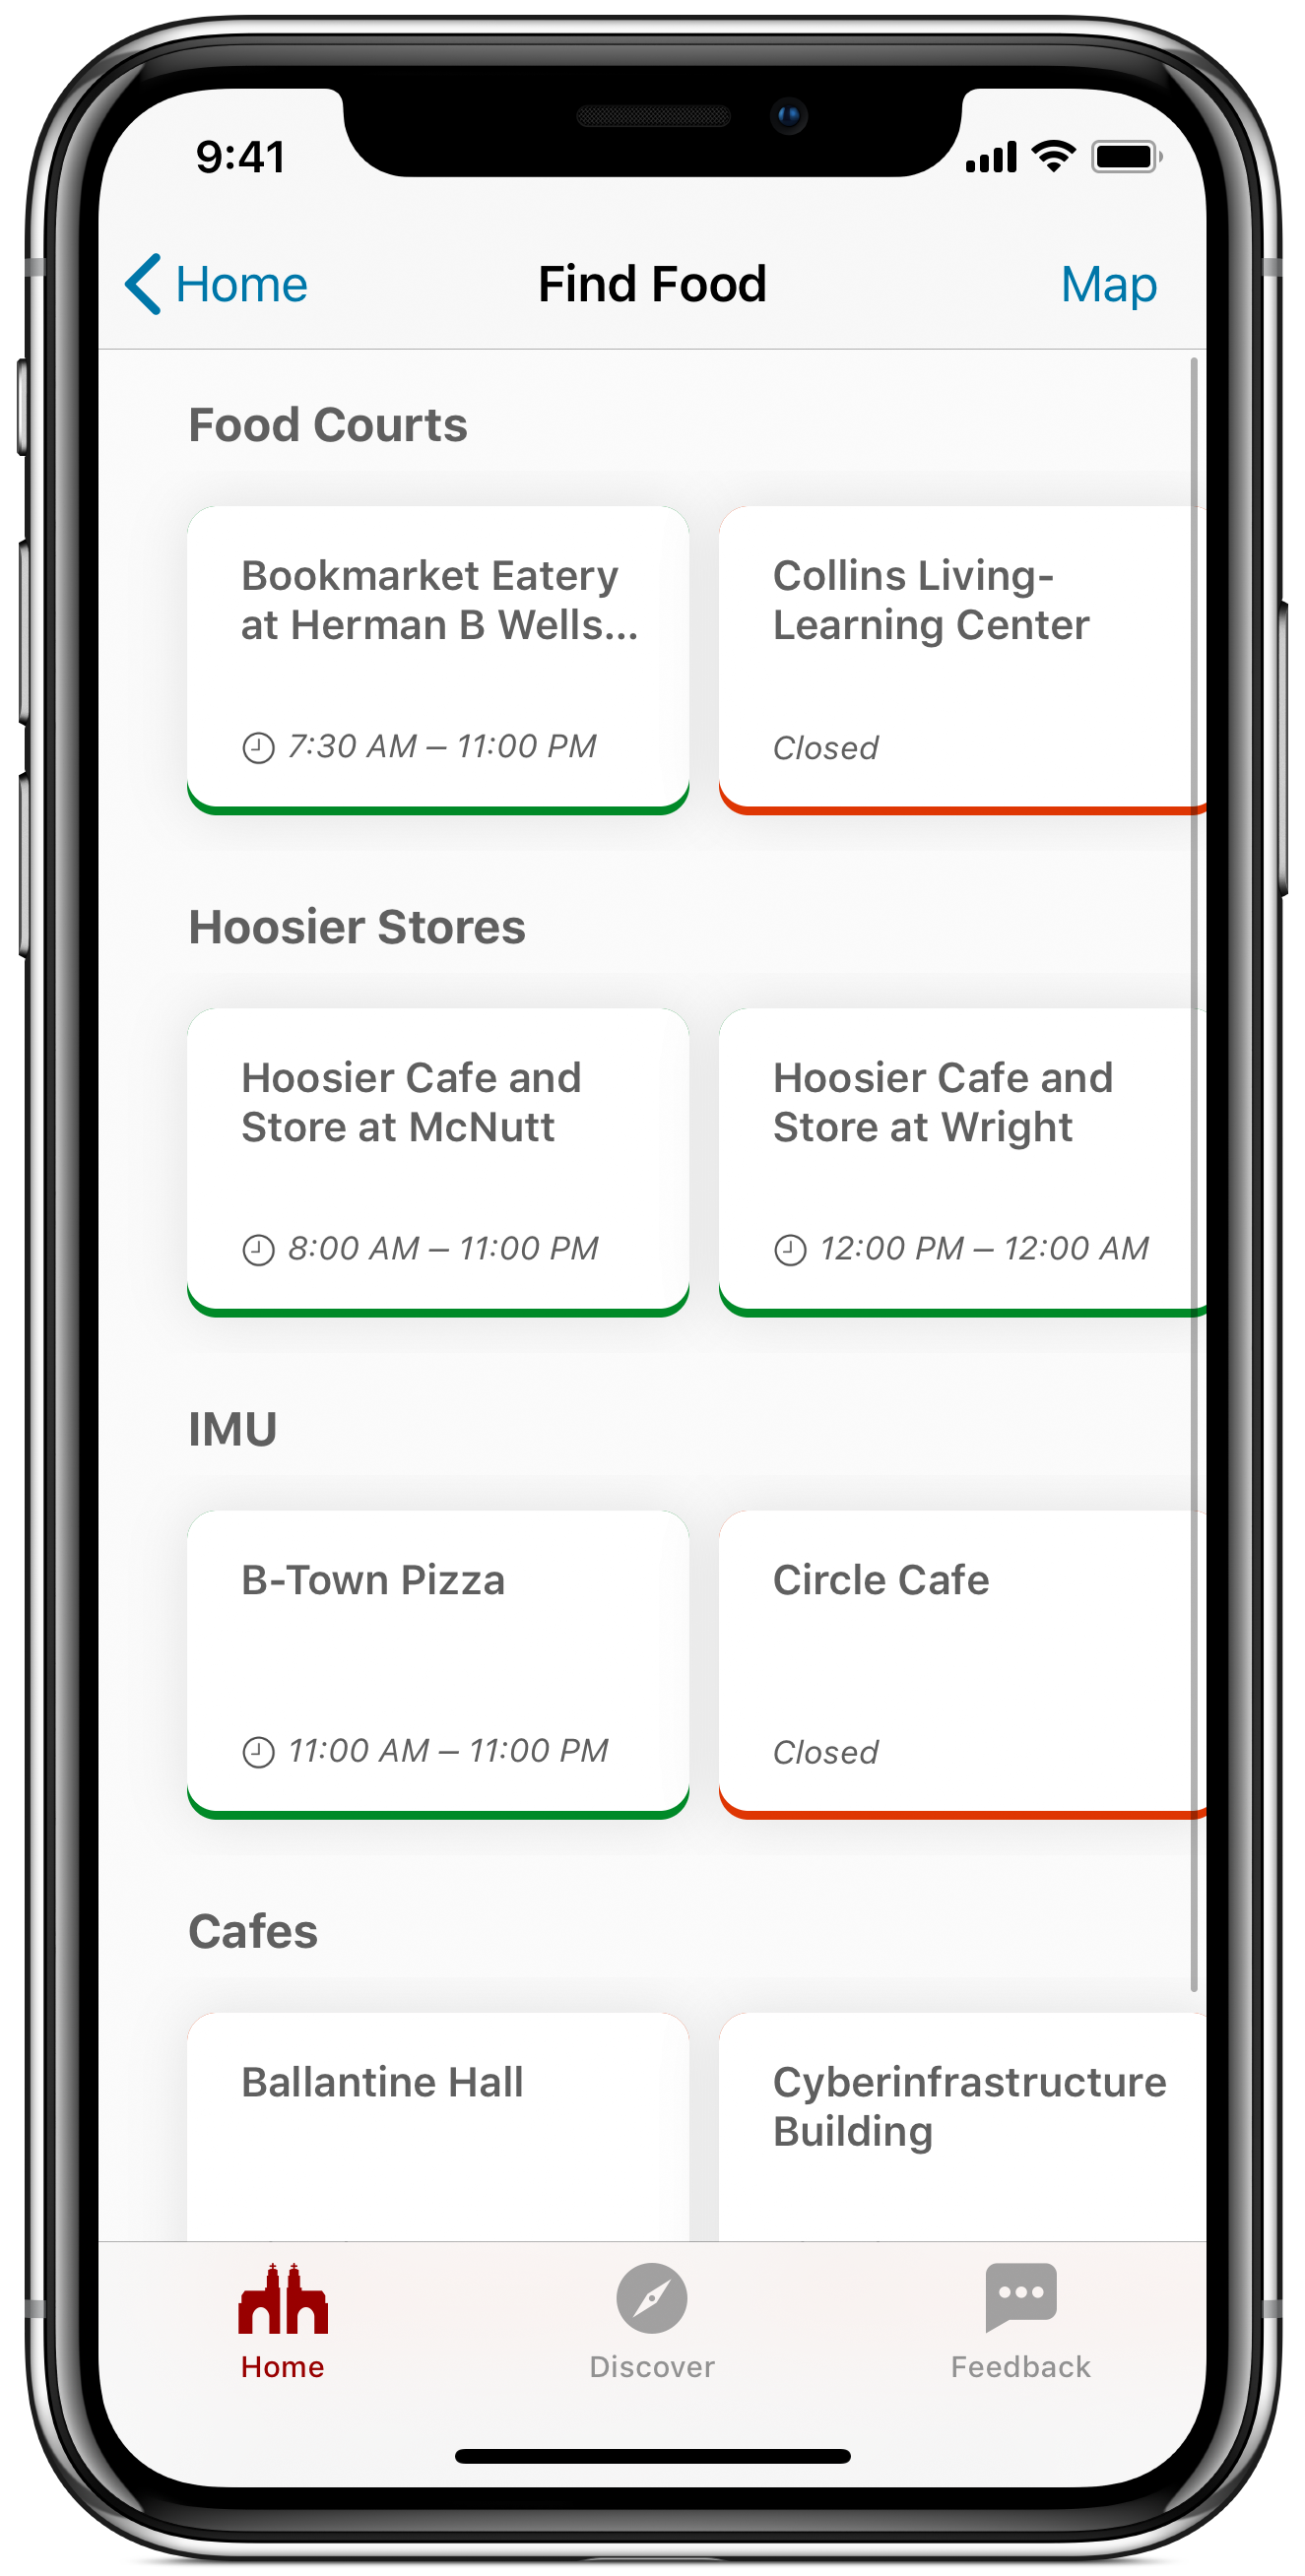 9:41
Home
Find Food
Map
Food Courts
Bookmarket Eatery
at Herman B Wells...
7:30 AM – 11:00 PM
Collins Living-
Learning Center
Closed
Hoosier Stores
Hoosier Cafe and
Store at McNutt
8:00 AM – 11:00 PM
Hoosier Cafe and
Store at Wright
12:00 PM – 12:00 AM
IMU
B-Town Pizza
11:00 AM – 11:00 PM
Circle Cafe
Closed
Cafes
Ballantine Hall
Cyberinfrastructure
Building
Home
Discover
Feedback